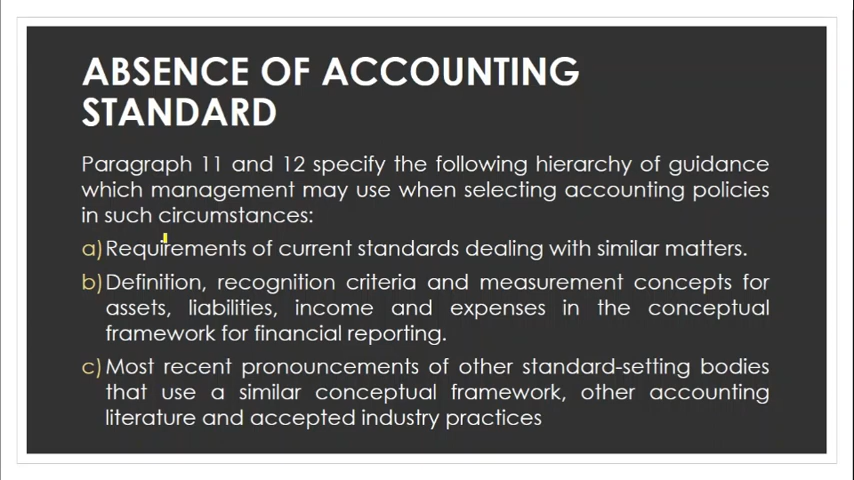 ABSENCE OF ACCOUNTING
STANDARD
Paragraph 11 and 12 specify the following hierarchy of guidance
which management may use when selecting accounting policies
in such circumstances:
a) Requirements of current standards dealing with similar matters.
b) Definition, recognition criteria and measurement concepts for
assets, liabilities, income and expenses in the conceptual
framework for financial reporting.
c) Most recent pronouncements of other standard-setting bodies
that use a similar conceptual framework, other accounting
literature and accepted industry practices